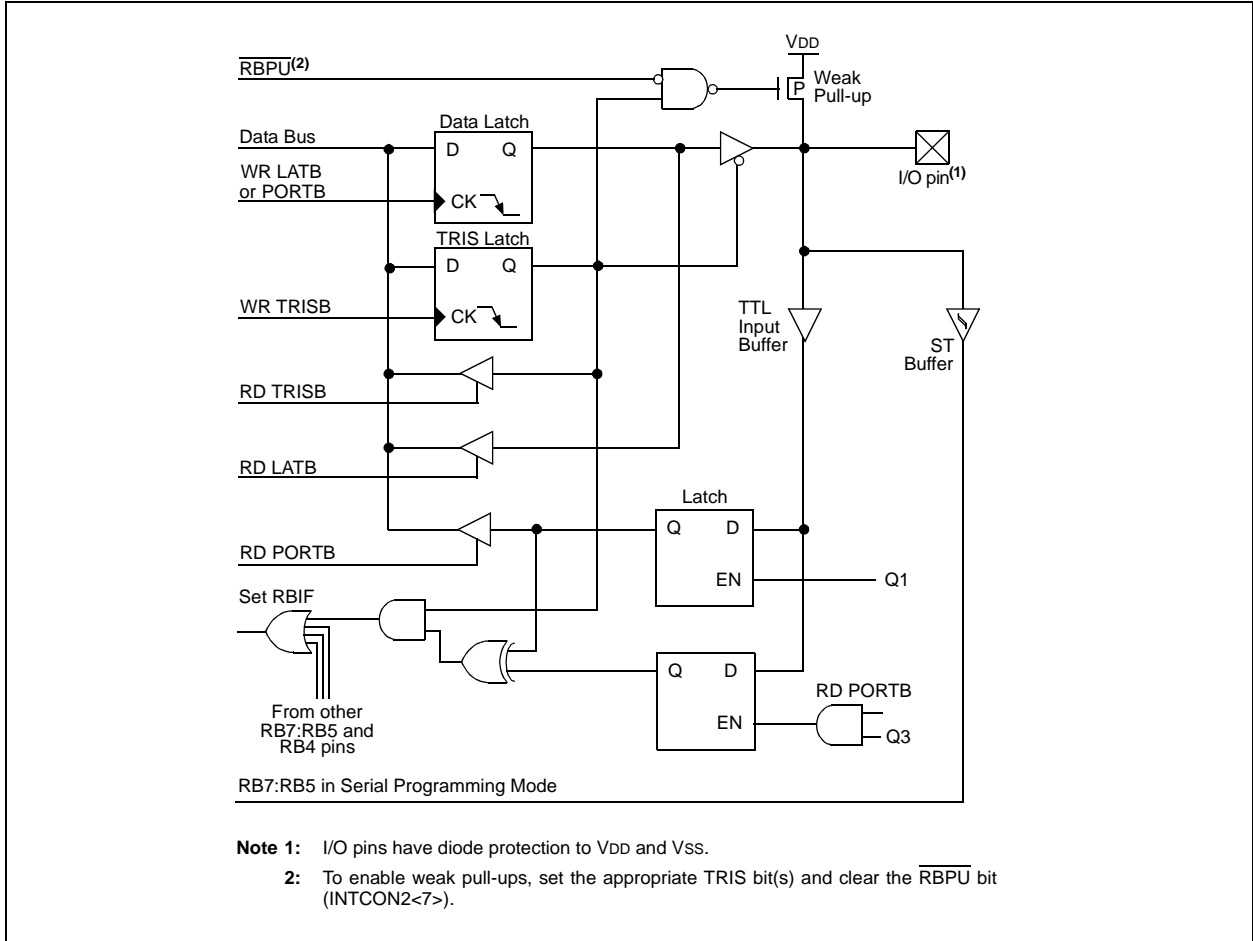 VDD
RBPU(2)
Weak
Pull-up
P
Data Latch
Data Bus
D Q
WR LATB
or PORTB
CK
I/O pin(1)
TRIS Latch
D Q
WR TRISB
CK
TTL
Input
Buffer
ST
Buffer
RD TRISB
RD LATB
Latch
Q D
RD PORTB
EN
Q1
Set RBIF
Q D
RD PORTB
EN
Q3
From other
RB7:RB5 and
RB4 pins
RB7:RB5 in Serial Programming Mode
Note 1: I/O pins have diode protection to VDD and VSS.
2: To enable weak pull-ups, set the appropriate TRIS bit(s) and clear the RBPU bit
(INTCON2<7>).